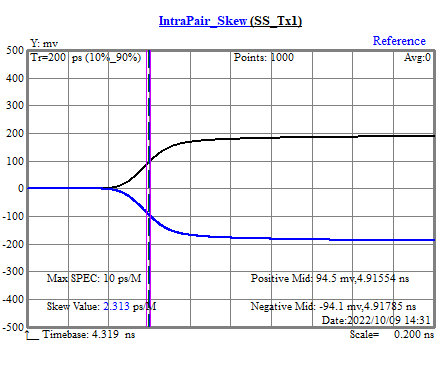 IntraPair_Skew (SS_Tx1)
Y: mv
Reference
Tr=200 ps (10%_90%)
Points: 1000
Avg:0
500
400
300
200
100
0
-100
-200
-300
-400
-500
Max SPEC: 10 ps/M
Positive Mid: 94.5 mv,4.91554 ns
Skew Value: 2.313 ps/M
Negative Mid: -94.1 mv,4.91785 ns
Date:2022/10/09 14:31
Timebase: 4.319 ns
Scale= 0.200 ns